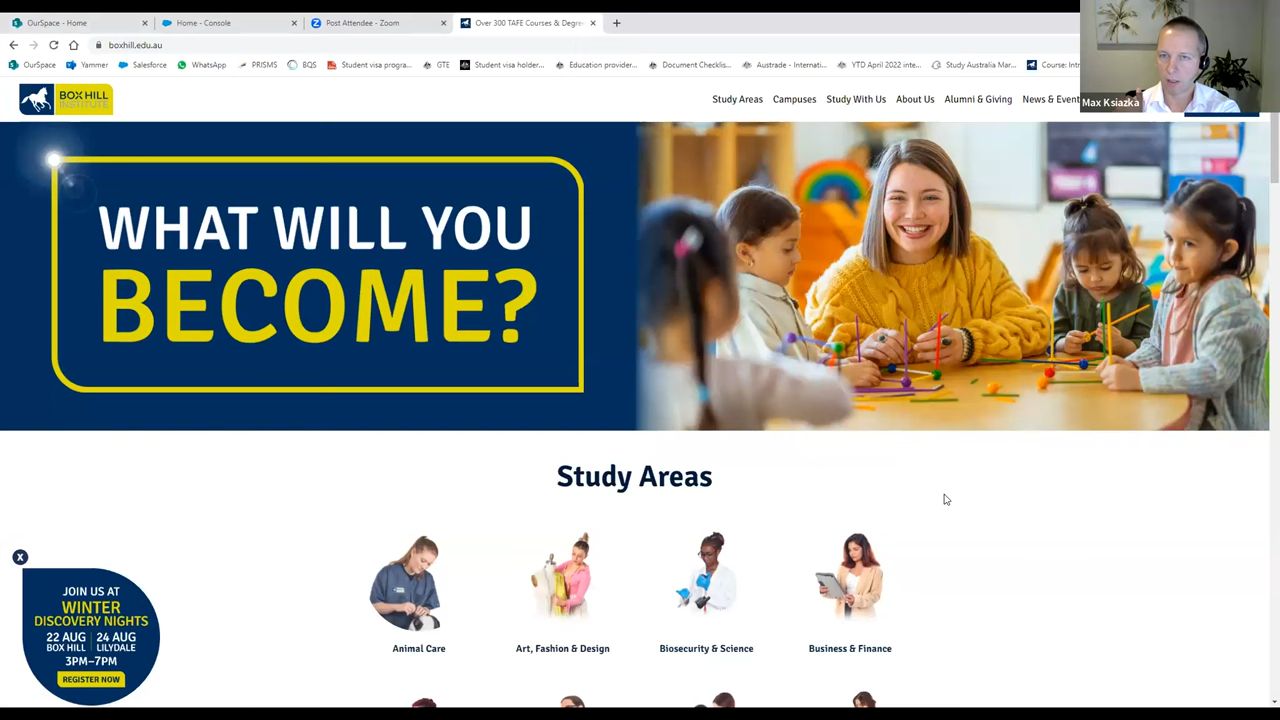 OurSpace - Home
Home - Console
Post Attendee - Zoom
Over 300 TAFE Courses & Degre
boxhill.edu.au
OurSpace
Yammer
Salesforce
WhatsApp
PRISMS
BQS
Student visa progra...
GTE
Student visa holder...
Education provider...
Document Checklis...
Austrade - Internati...
YTD April 2022 inte...
Study Australia Mar...
Course: Intr
Max Ksiazka
BOX HILL
INSTITUTE
Study Areas
Campuses
Study With Us
About Us
Alumni & Giving
News & Event
WHAT WILL YOU
BECOME?
Study Areas
Animal Care
Art, Fashion & Design
Biosecurity & Science
Business & Finance
X
JOIN US AT
WINTER
DISCOVERY NIGHTS
22 AUG
BOX HILL
24 AUG
LILYDALE
3PM–7PM
REGISTER NOW